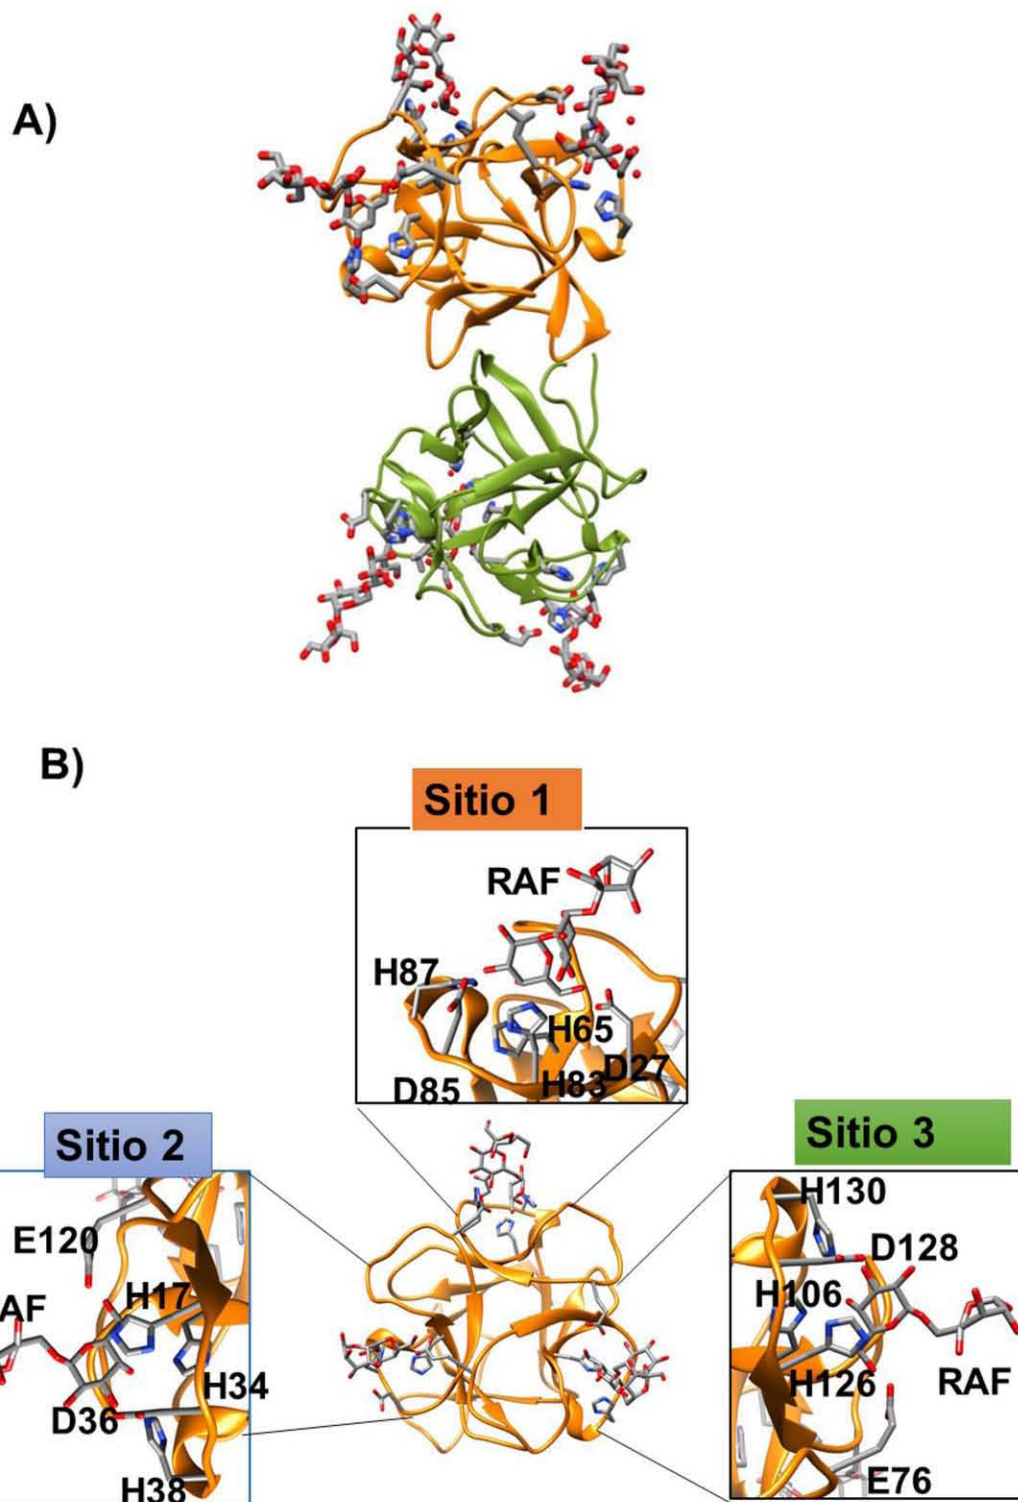 A)
B)
Sitio 1
RAF
H87
H65
D27
H83
D85
Sitio 2
E120
H17
AF
H34
D36
H38
Sitio 3
H130
D128
H106
H126
RAF
E76